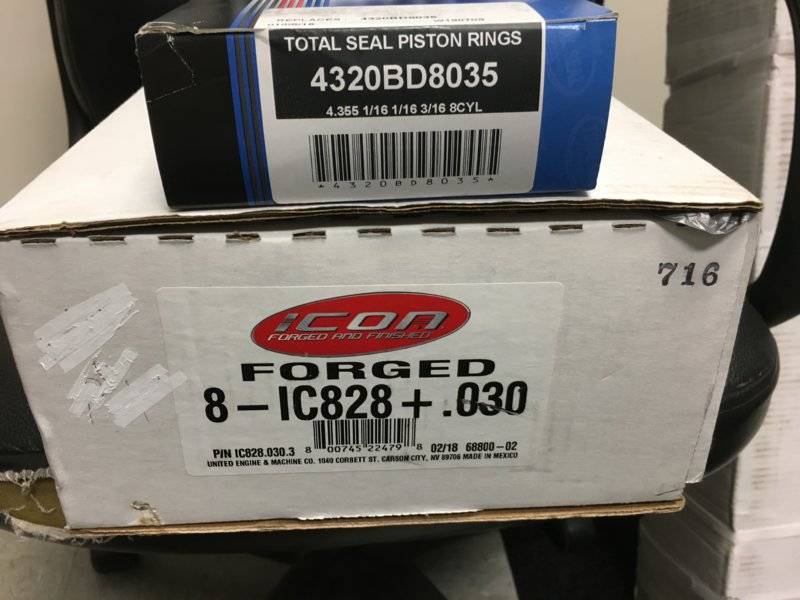 REPLACES 4320BD8035
TOTAL SEAL PISTON RINGS
4320BD8035
4.355 1/16 1/16 3/16 8CYL
*4320BD8035*
716
icon
FORGED AND FINISHED
FORGED
8-IC828+.030
P/N IC828.030.3 8 00745 22479 8 02/18 68800-02
UNITED ENGINE & MACHINE CO. 1040 CORBETT ST. CARSON CITY, NV 89706 MADE IN MEXICO